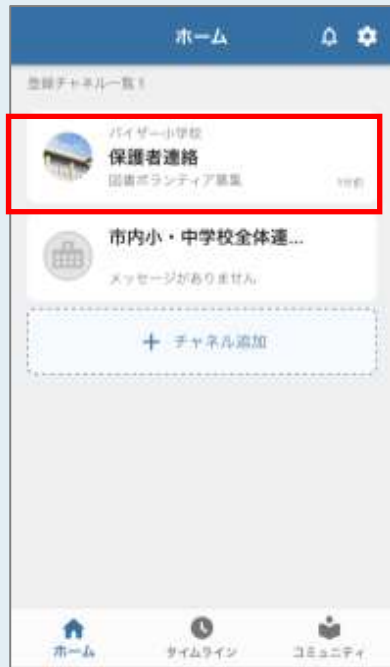 ホーム
登録チャネル一覧
バイザー小学校
保護者連絡
図書ボランティア募集
市内小・中学校全体連...
メッセージがありません
＋ チャネル追加
ホーム
タイムライン
コミュニティ